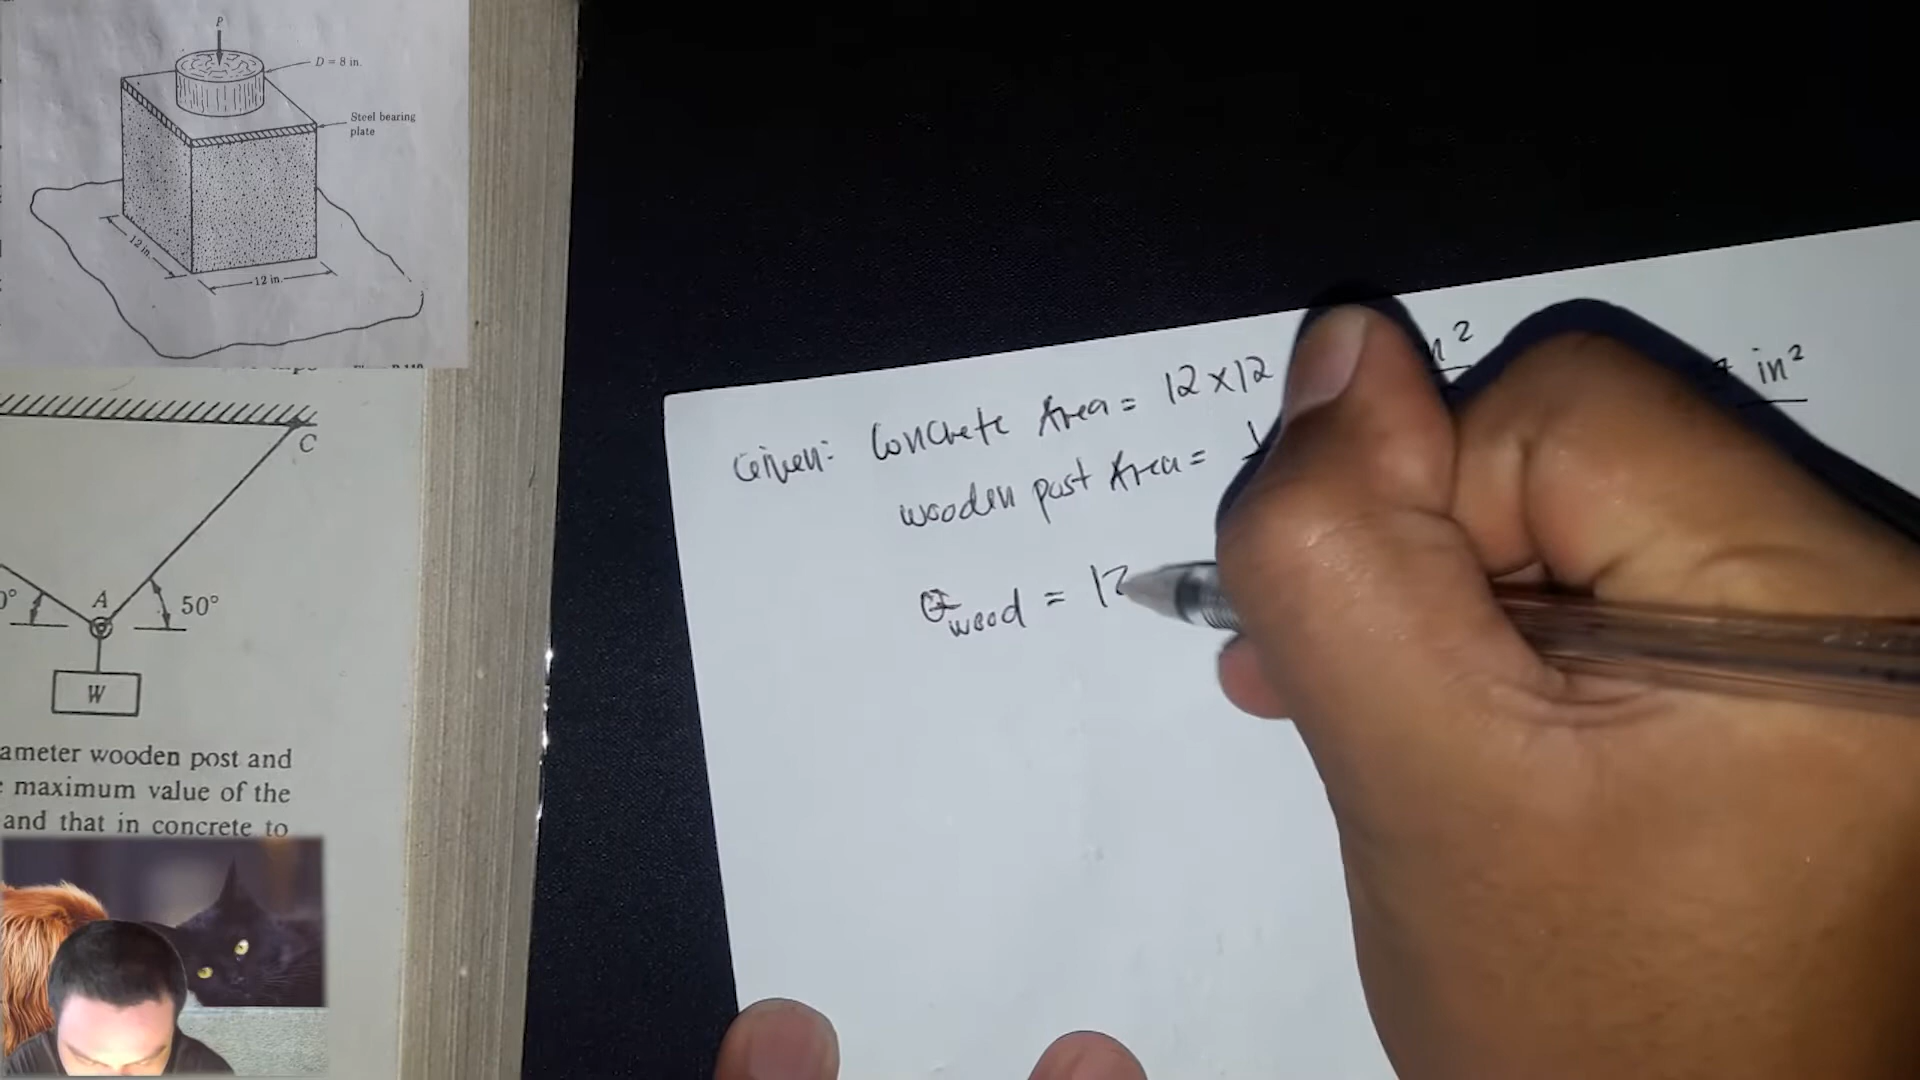 P
D = 8 in.
Steel bearing
plate
12 in.
12 in.
C
A
50°
W
ameter wooden post and
maximum value of the
and that in concrete to
Given: Concrete Area = 12 x 12 in²
wooden post Area = in²
σwood =